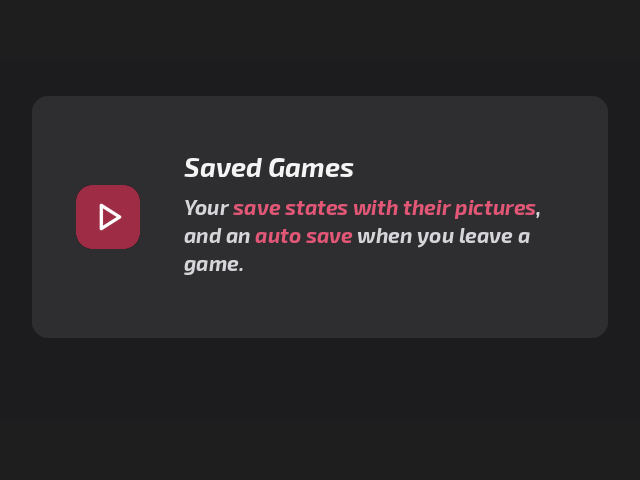 Saved Games
Your save states with their pictures,
and an auto save when you leave a
game.